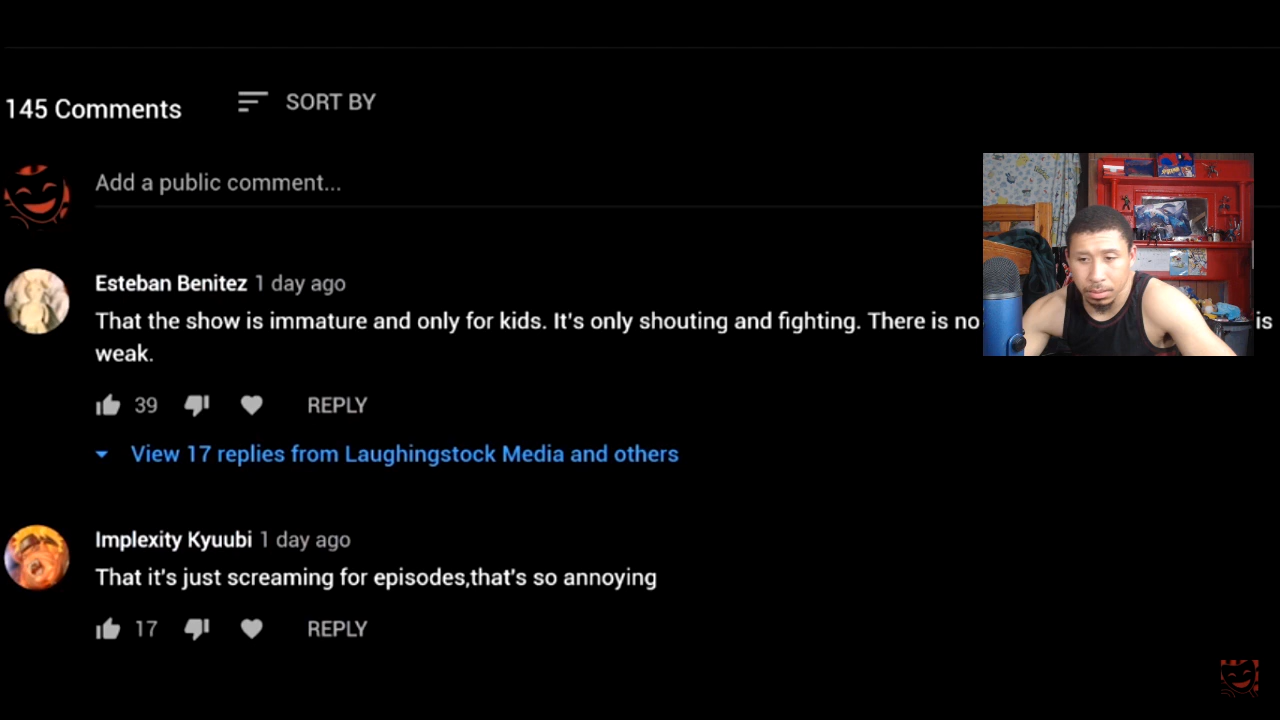 145 Comments
SORT BY
Add a public comment...
Esteban Benitez 1 day ago
That the show is immature and only for kids. It's only shouting and fighting. There is no is
weak.
39 REPLY
View 17 replies from Laughingstock Media and others
Implexity Kyuubi 1 day ago
That it's just screaming for episodes,that's so annoying
17 REPLY